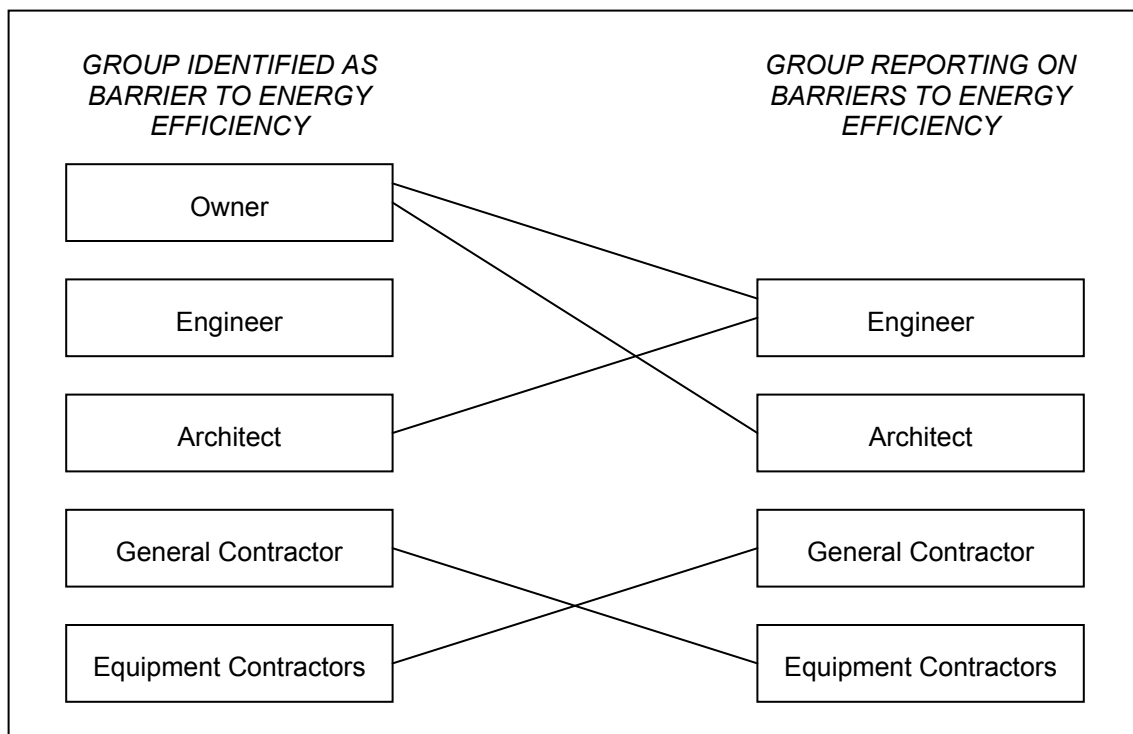 GROUP IDENTIFIED AS
BARRIER TO ENERGY
EFFICIENCY
GROUP REPORTING ON
BARRIERS TO ENERGY
EFFICIENCY
Owner
Engineer
Engineer
Architect
Architect
General Contractor
General Contractor
Equipment Contractors
Equipment Contractors